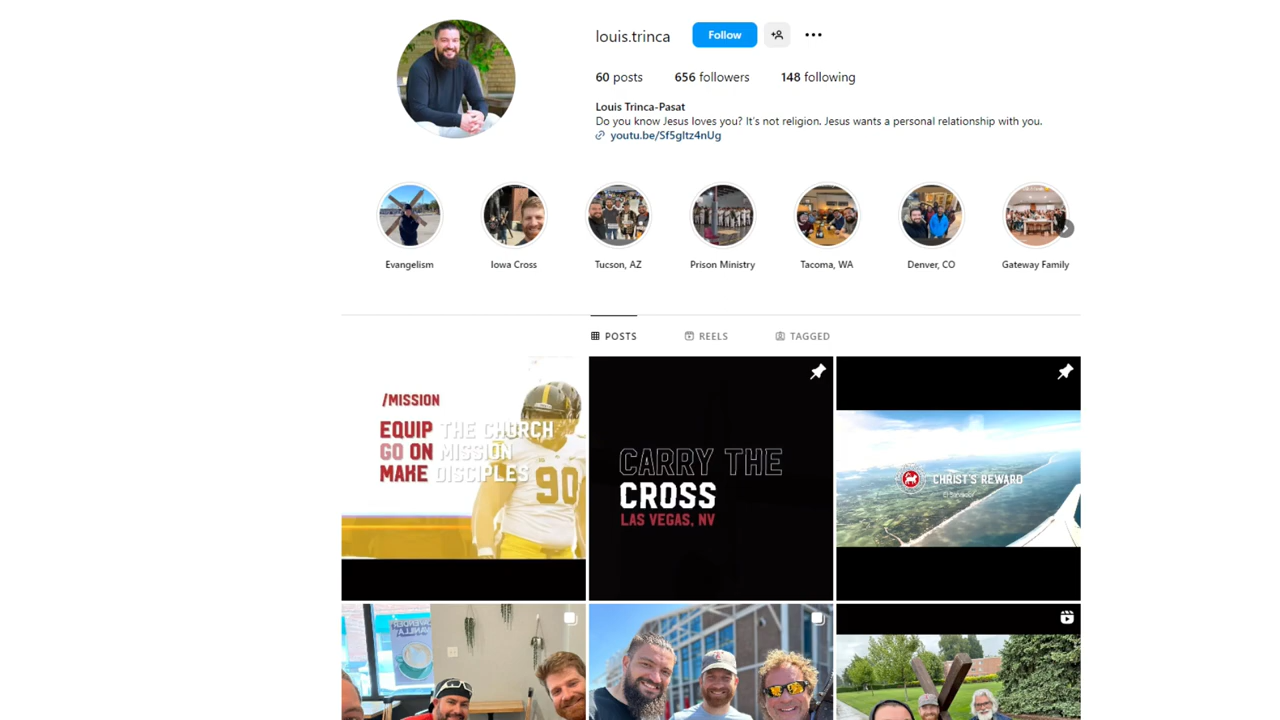 louis.trinca
Follow
60 posts 656 followers 148 following
Louis Trinca-Pasat
Do you know Jesus loves you? It's not religion. Jesus wants a personal relationship with you.
youtu.be/Sf5gltz4nUg
Evangelism Iowa Cross Tucson, AZ Prison Ministry Tacoma, WA Denver, CO Gateway Family
POSTS REELS TAGGED
/MISSION
EQUIP THE CHURCH
GO ON MISSION
MAKE DISCIPLES
90
CARRY THE
CROSS
LAS VEGAS, NV
CHRIST'S REWARD
El Salvador